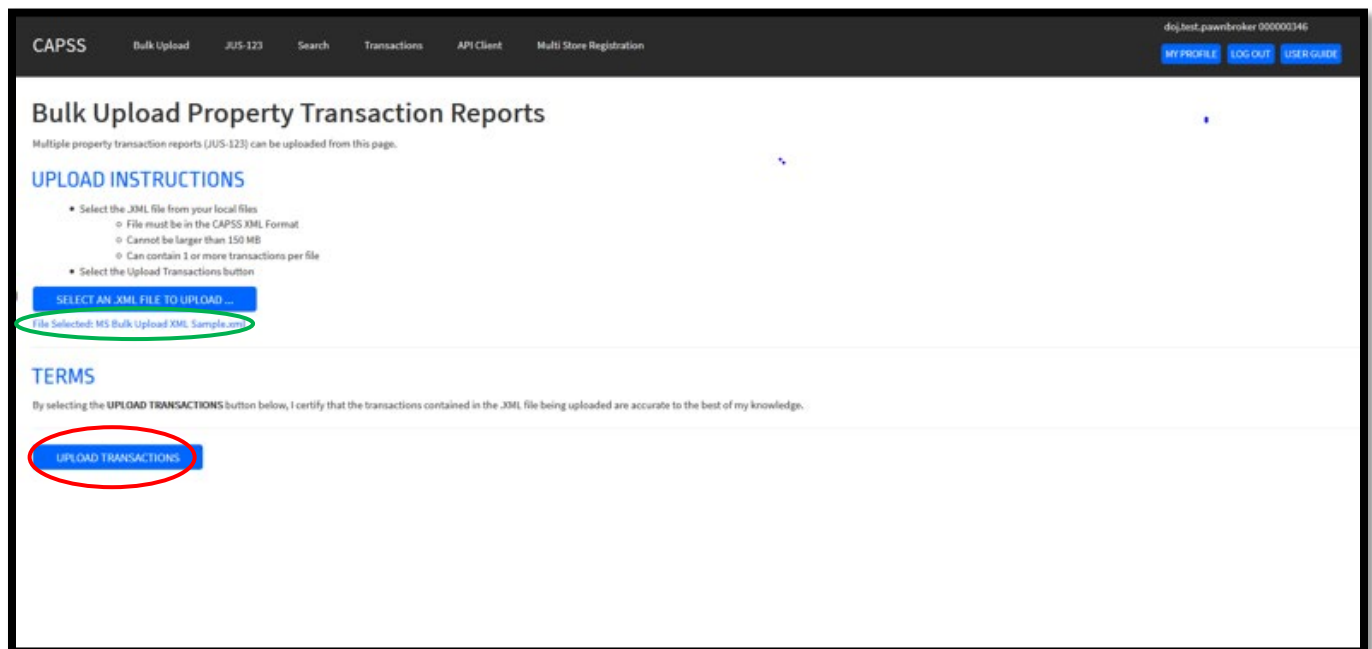 doj.test.pawnbroker 000000346
CAPSS Bulk Upload JUS-123 Search Transactions API Client Multi Store Registration
MY PROFILE LOG OUT USER GUIDE
Bulk Upload Property Transaction Reports
Multiple property transaction reports (JUS-123) can be uploaded from this page.
UPLOAD INSTRUCTIONS
Select the .XML file from your local files
File must be in the CAPSS XML Format
Cannot be larger than 150 MB
Can contain 1 or more transactions per file
Select the Upload Transactions button
SELECT AN .XML FILE TO UPLOAD ...
File Selected: MS Bulk Upload XML Sample.xml
TERMS
By selecting the UPLOAD TRANSACTIONS button below, I certify that the transactions contained in the .XML file being uploaded are accurate to the best of my knowledge.
UPLOAD TRANSACTIONS